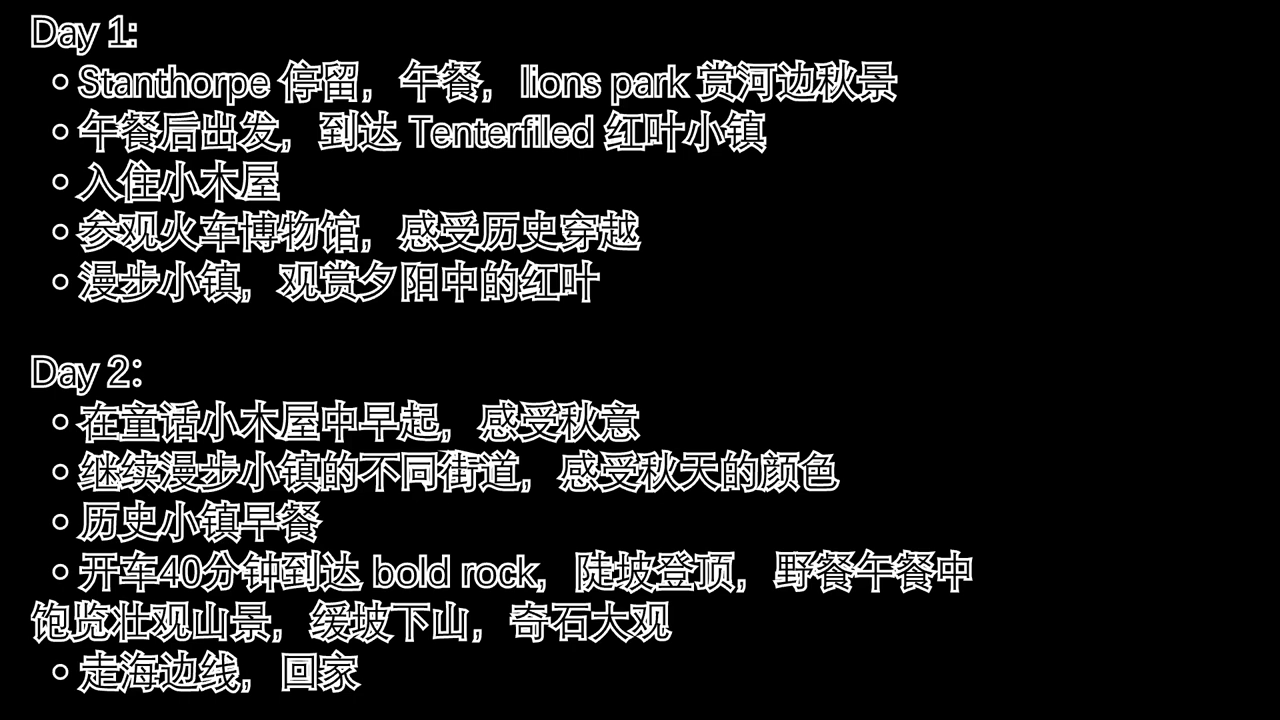 Day 1:
◦ Stanthorpe 停留，午餐，lions park 赏河边秋景
◦ 午餐后出发，到达 Tenterfiled 红叶小镇
◦ 入住小木屋
◦ 参观火车博物馆，感受历史穿越
◦ 漫步小镇，观赏夕阳中的红叶
Day 2：
◦ 在童话小木屋中早起，感受秋意
◦ 继续漫步小镇的不同街道，感受秋天的颜色
◦ 历史小镇早餐
◦ 开车40分钟到达 bold rock，陡坡登顶，野餐午餐中
饱览壮观山景，缓坡下山，奇石大观
◦ 走海边线，回家